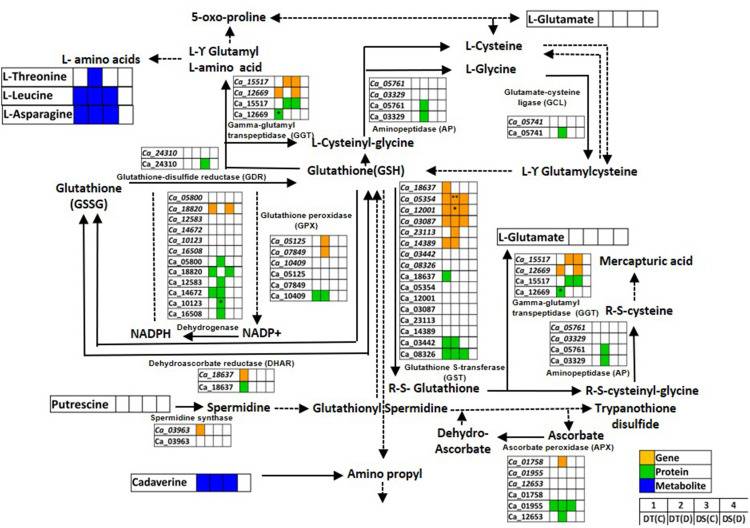 5-oxo-proline
L-Glutamate
L- amino acids
L-ϒ Glutamyl
L-amino acid
L-Cysteine
L-Glycine
L-Threonine
L-Leucine
L-Asparagine
Ca_15517
Ca_12669
Ca_15517
Ca_12669
Gamma-glutamyl
transpeptidase (GGT)
Ca_05761
Ca_03329
Ca_05761
Ca_03329
Aminopeptidase (AP)
Glutamate-cysteine
ligase (GCL)
Ca_05741
Ca_05741
L-Cysteinyl-glycine
Ca_24310
Ca_24310
Glutathione-disulfide reductase (GDR)
Glutathione(GSH)
L-ϒ Glutamylcysteine
Glutathione
(GSSG)
Ca_05800
Ca_18820
Ca_12583
Ca_14672
Ca_10123
Ca_16508
Ca_05800
Ca_18820
Ca_12583
Ca_14672
Ca_10123
*
Ca_16508
Dehydrogenase
NADPH
NADP+
Glutathione peroxidase
(GPX)
Ca_05125
Ca_07849
Ca_10409
Ca_05125
Ca_07849
Ca_10409
Ca_18637
Ca_05354
**
Ca_12001
*
Ca_03087
Ca_23113
Ca_14389
Ca_03442
Ca_08326
Ca_18637
Ca_05354
Ca_12001
Ca_03087
Ca_23113
Ca_14389
Ca_03442
Ca_08326
Glutathione S-transferase
(GST)
L-Glutamate
Ca_15517
Ca_12669
Ca_15517
Ca_12669
Gamma-glutamyl
transpeptidase (GGT)
Mercapturic acid
R-S-cysteine
Ca_05761
Ca_03329
Ca_05761
Ca_03329
Aminopeptidase (AP)
Dehydroascorbate reductase (DHAR)
Ca_18637
Ca_18637
R-S- Glutathione
R-S-cysteinyl-glycine
Putrescine
Spermidine
Glutathionyl Spermidine
Trypanothione
disulfide
Spermidine synthase
Ca_03963
Ca_03963
Dehydro-
Ascorbate
Ascorbate
Ascorbate peroxidase (APX)
Ca_01758
Ca_01955
Ca_12653
Ca_01758
Ca_01955
Ca_12653
Cadaverine
Amino propyl
Gene
Protein
Metabolite
1 2 3 4
DT(C) DT(D) DS(C) DS(D)